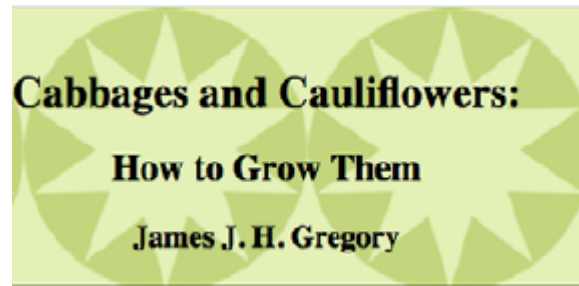 Cabbages and Cauliflowers:
How to Grow Them
James J. H. Gregory